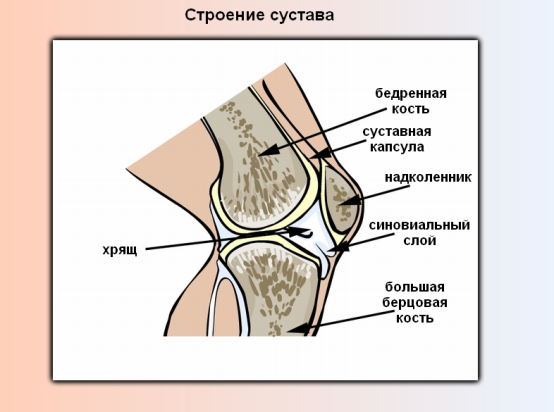 Строение сустава
бедренная
кость
суставная
капсула
надколенник
синовиальный
слой
хрящ
большая
берцовая
кость